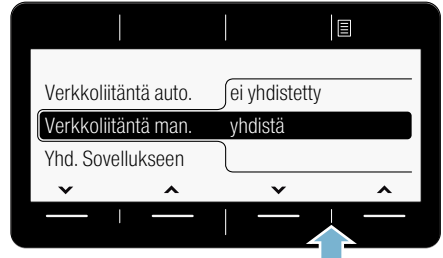 Verkkoliitäntä auto. ei yhdistetty
Verkkoliitäntä man. yhdistä
Yhd. Sovellukseen